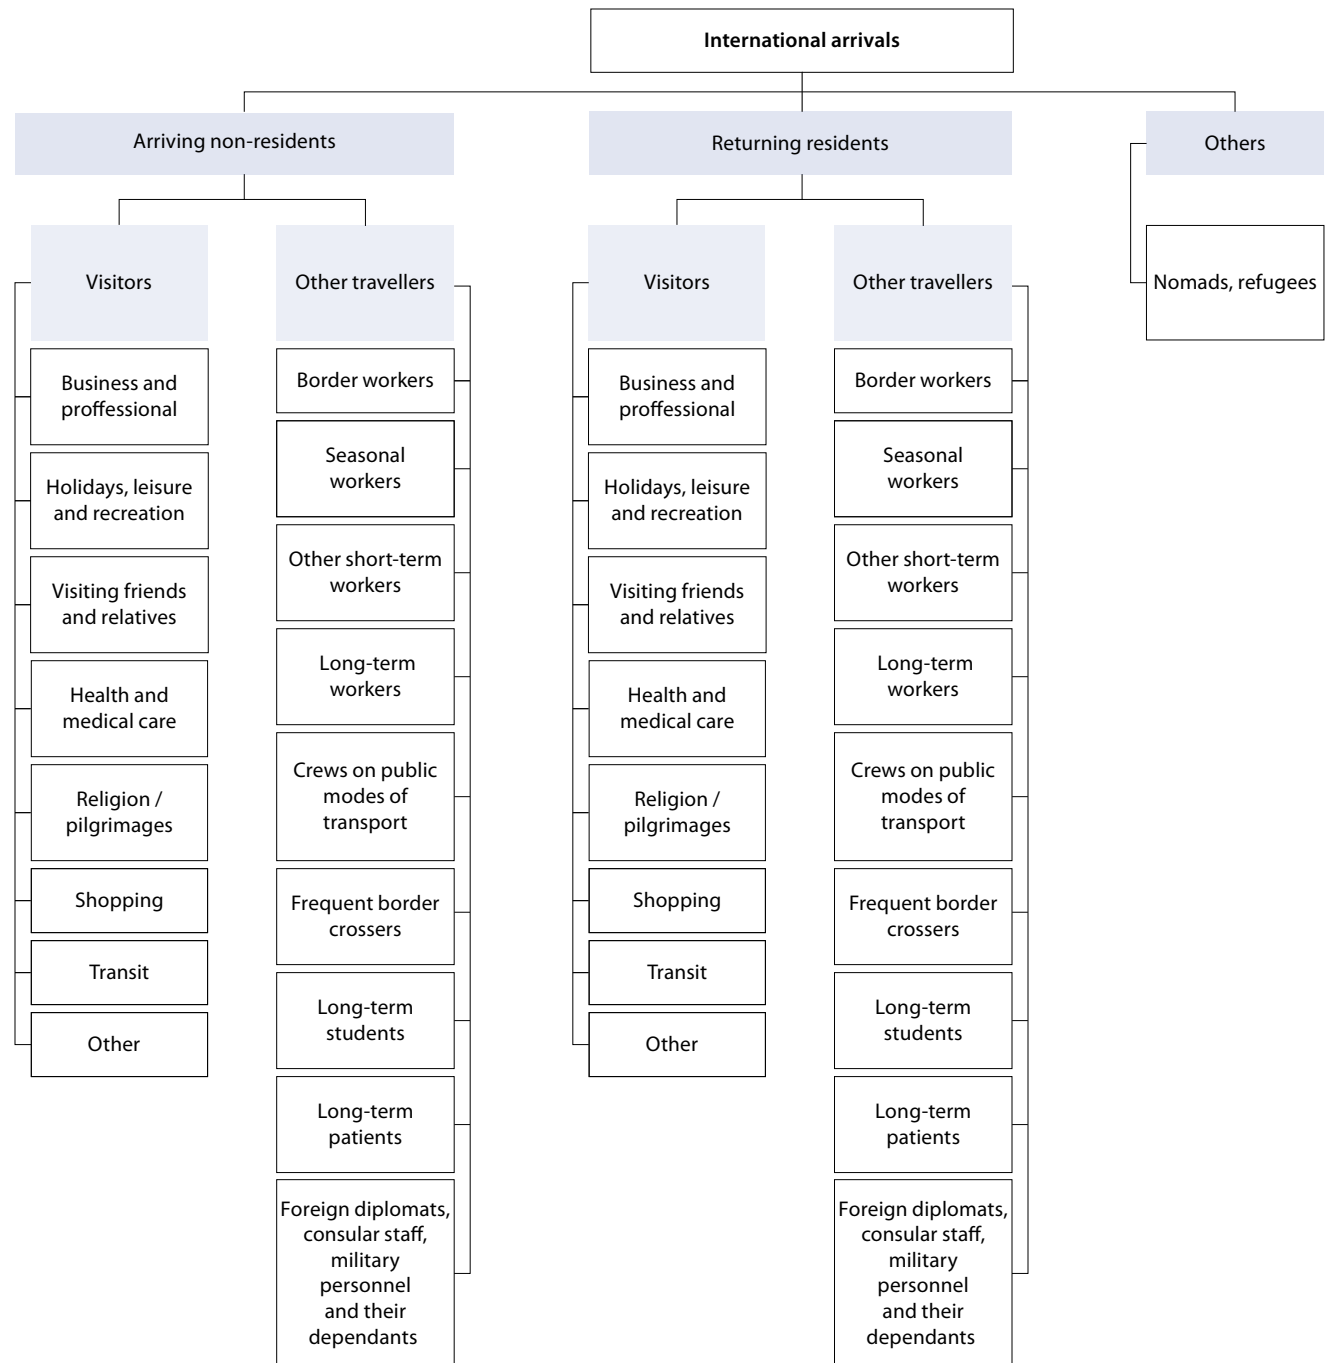 International arrivals
Arriving non-residents
Returning residents
Others
Visitors
Other travellers
Visitors
Other travellers
Nomads, refugees
Business and
proffessional
Holidays, leisure
and recreation
Visiting friends
and relatives
Health and
medical care
Religion /
pilgrimages
Shopping
Transit
Other
Border workers
Seasonal
workers
Other short-term
workers
Long-term
workers
Crews on public
modes of
transport
Frequent border
crossers
Long-term
students
Long-term
patients
Foreign diplomats,
consular staff,
military
personnel
and their
dependants
Business and
proffessional
Holidays, leisure
and recreation
Visiting friends
and relatives
Health and
medical care
Religion /
pilgrimages
Shopping
Transit
Other
Border workers
Seasonal
workers
Other short-term
workers
Long-term
workers
Crews on public
modes of
transport
Frequent border
crossers
Long-term
students
Long-term
patients
Foreign diplomats,
consular staff,
military
personnel
and their
dependants